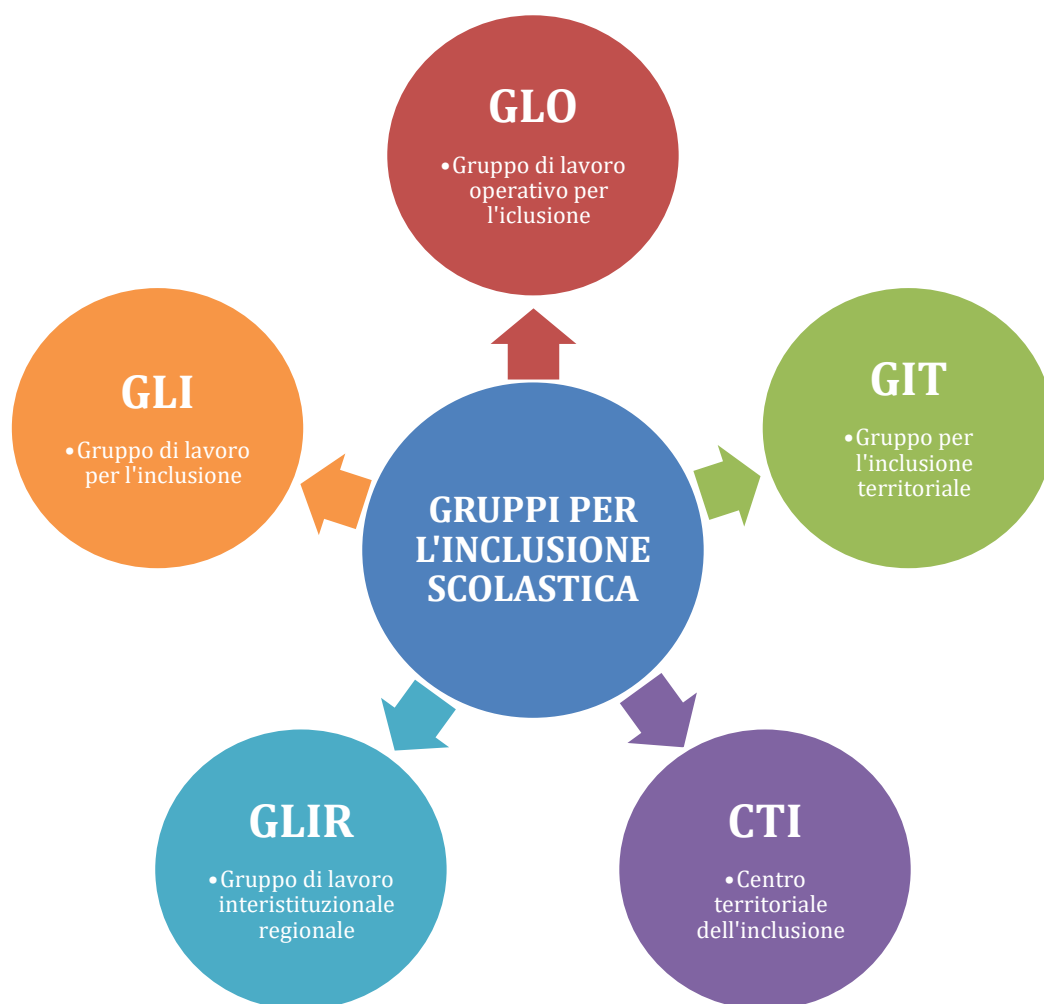 GLO
•Gruppo di lavoro
operativo per
l'iclusione
GLI
•Gruppo di lavoro
per l'inclusione
GIT
•Gruppo per
l'inclusione
territoriale
GRUPPI PER
L'INCLUSIONE
SCOLASTICA
GLIR
•Gruppo di lavoro
interistituzionale
regionale
CTI
•Centro
territoriale
dell'inclusione